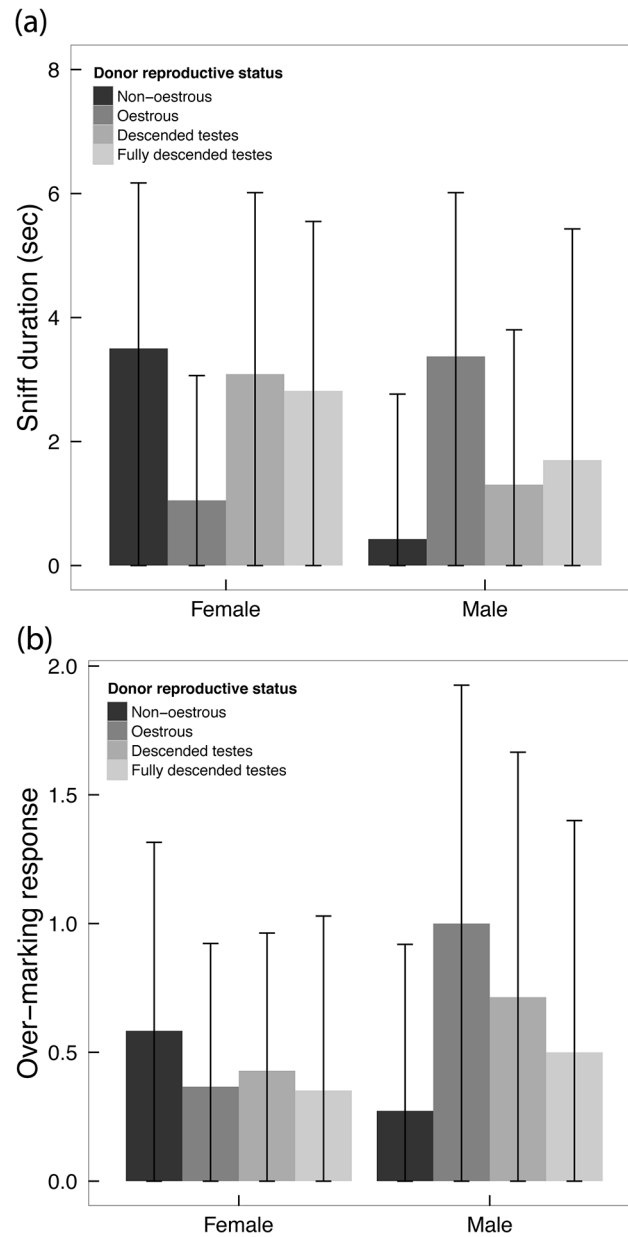 (a)
8
Donor reproductive status
Non−oestrous
Oestrous
Descended testes
Fully descended testes
6
4
2
0
Sniff duration (sec)
Female
Male
(b)
2.0
Donor reproductive status
Non−oestrous
Oestrous
Descended testes
Fully descended testes
1.5
1.0
0.5
0.0
Over−marking response
Female
Male